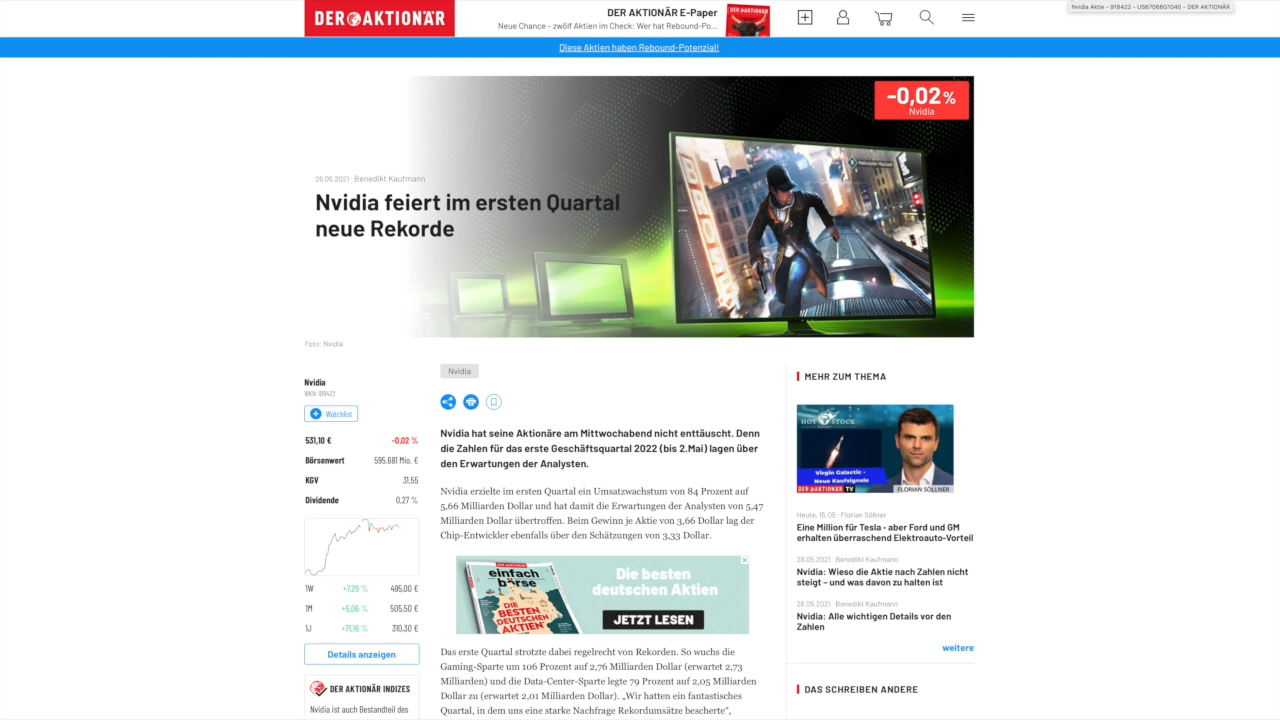 DER AKTIONÄR
DER AKTIONÄR E-Paper
Neue Chance – zwölf Aktien im Check: Wer hat Rebound-Po...
Nvidia Aktie - 918422 - US67066G1040 - DER AKTIONÄR
Diese Aktien haben Rebound-Potenzial!
-0,02 %
Nvidia
26.05.2021 · Benedikt Kaufmann
Nvidia feiert im ersten Quartal
neue Rekorde
Helicopter Hacked
Foto: Nvidia
Nvidia
WKN: 918422
Watchlist
531,10 € -0,02 %
Börsenwert 595.681 Mio. €
KGV 31,55
Dividende 0,27 %
1W +7,29 % 495,00 €
1M +5,06 % 505,50 €
1J +71,16 % 310,30 €
Details anzeigen
DER AKTIONÄR INDIZES
Nvidia ist auch Bestandteil des
Nvidia
Nvidia hat seine Aktionäre am Mittwochabend nicht enttäuscht. Denn
die Zahlen für das erste Geschäftsquartal 2022 (bis 2.Mai) lagen über
den Erwartungen der Analysten.
Nvidia erzielte im ersten Quartal ein Umsatzwachstum von 84 Prozent auf
5,66 Milliarden Dollar und hat damit die Erwartungen der Analysten von 5,47
Milliarden Dollar übertroffen. Beim Gewinn je Aktie von 3,66 Dollar lag der
Chip-Entwickler ebenfalls über den Schätzungen von 3,33 Dollar.
DER AKTIONÄR
einfach
börse
DIE
BESTEN
DEUTSCHEN
AKTIEN
Die besten
deutschen Aktien
JETZT LESEN
Das erste Quartal strotzte dabei regelrecht von Rekorden. So wuchs die
Gaming-Sparte um 106 Prozent auf 2,76 Milliarden Dollar (erwartet 2,73
Milliarden) und die Data-Center-Sparte legte 79 Prozent auf 2,05 Milliarden
Dollar zu (erwartet 2,01 Milliarden Dollar). „Wir hatten ein fantastisches
Quartal, in dem uns eine starke Nachfrage Rekordumsätze bescherte“,
MEHR ZUM THEMA
HOT STOCK
REPORT
Virgin Galactic -
Neue Kaufsignale
DER AKTIONÄR TV
FLORIAN SÖLLNER
Heute, 15:05 · Florian Söllner
Eine Million für Tesla - aber Ford und GM
erhalten überraschend Elektroauto-Vorteil
28.05.2021 · Benedikt Kaufmann
Nvidia: Wieso die Aktie nach Zahlen nicht
steigt – und was davon zu halten ist
26.05.2021 · Benedikt Kaufmann
Nvidia: Alle wichtigen Details vor den
Zahlen
weitere
DAS SCHREIBEN ANDERE